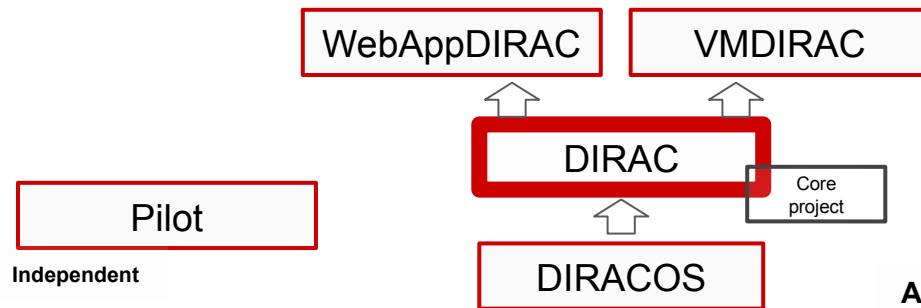 WebAppDIRAC
VMDIRAC
DIRAC
Core
project
Pilot
Independent
DIRACOS
A